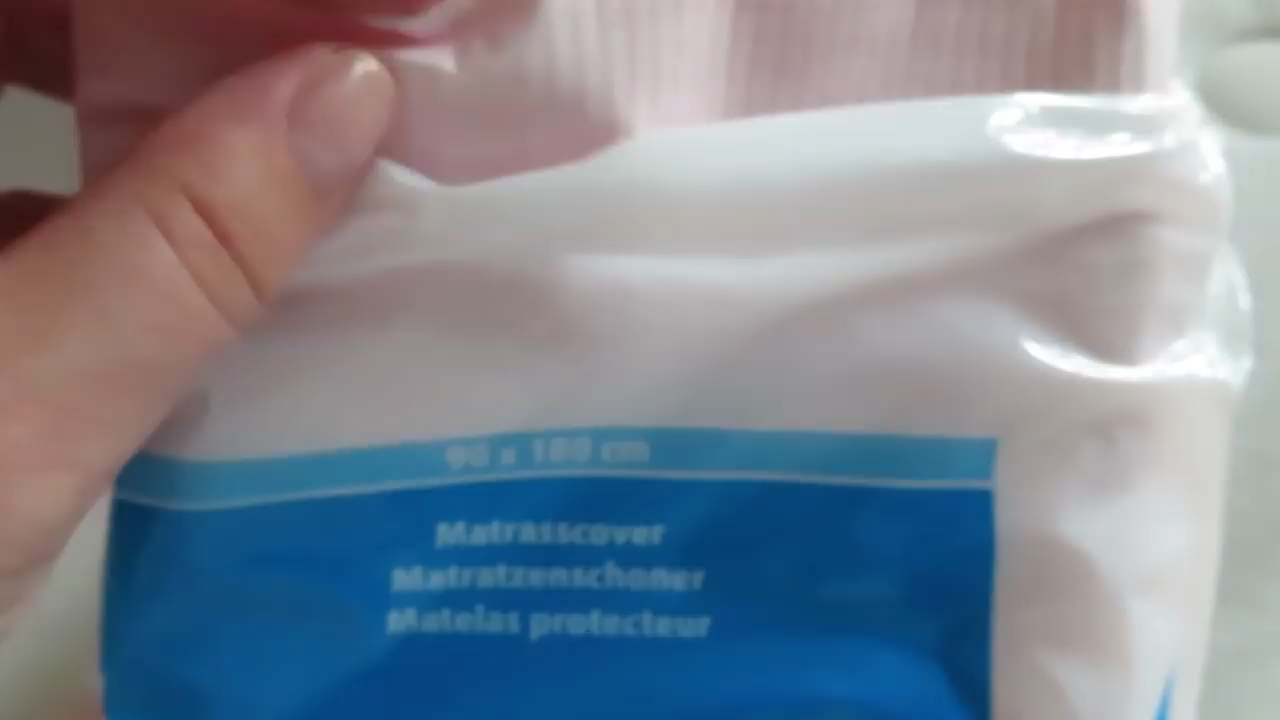 90 x 180 cm
Matrasscover
Matratzenschoner
Matelas protecteur